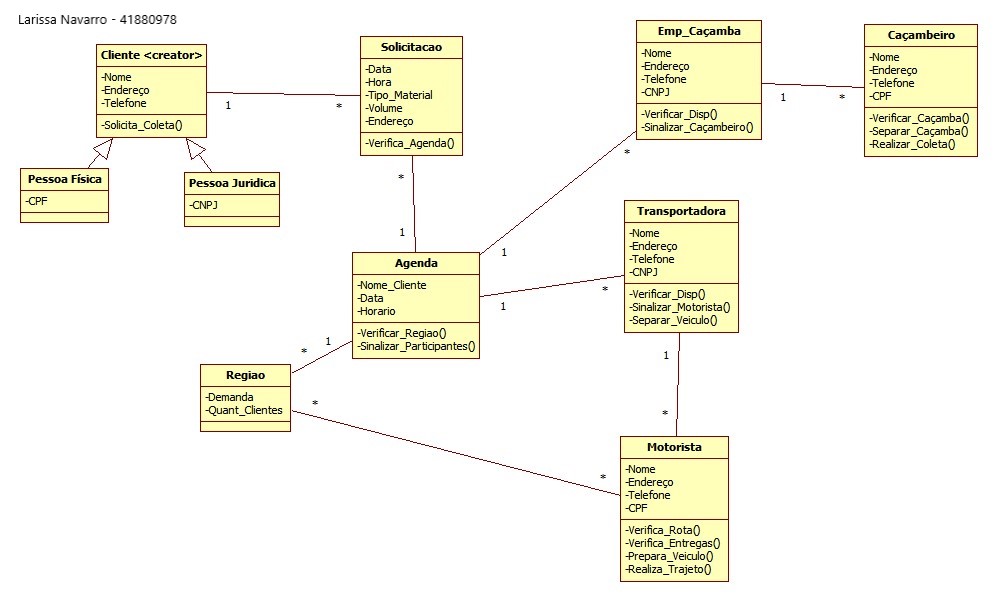 Larissa Navarro - 41880978
Cliente <creator>
-Nome
-Endereço
-Telefone
-Solicita_Coleta()
1
*
Solicitacao
-Data
-Hora
-Tipo_Material
-Volume
-Endereço
-Verifica_Agenda()
Emp_Caçamba
-Nome
-Endereço
-Telefone
-CNPJ
-Verificar_Disp()
-Sinalizar_Caçambeiro()
1
*
Caçambeiro
-Nome
-Endereço
-Telefone
-CPF
-Verificar_Caçamba()
-Separar_Caçamba()
-Realizar_Coleta()
Pessoa Física
-CPF
Pessoa Juridica
-CNPJ
*
1
*
1
Agenda
-Nome_Cliente
-Data
-Horario
-Verificar_Regiao()
-Sinalizar_Participantes()
1
*
Transportadora
-Nome
-Endereço
-Telefone
-CNPJ
-Verificar_Disp()
-Sinalizar_Motorista()
-Separar_Veiculo()
1
*
Regiao
-Demanda
-Quant_Clientes
*
*
1
*
Motorista
-Nome
-Endereço
-Telefone
-CPF
-Verifica_Rota()
-Verifica_Entregas()
-Prepara_Veiculo()
-Realiza_Trajeto()